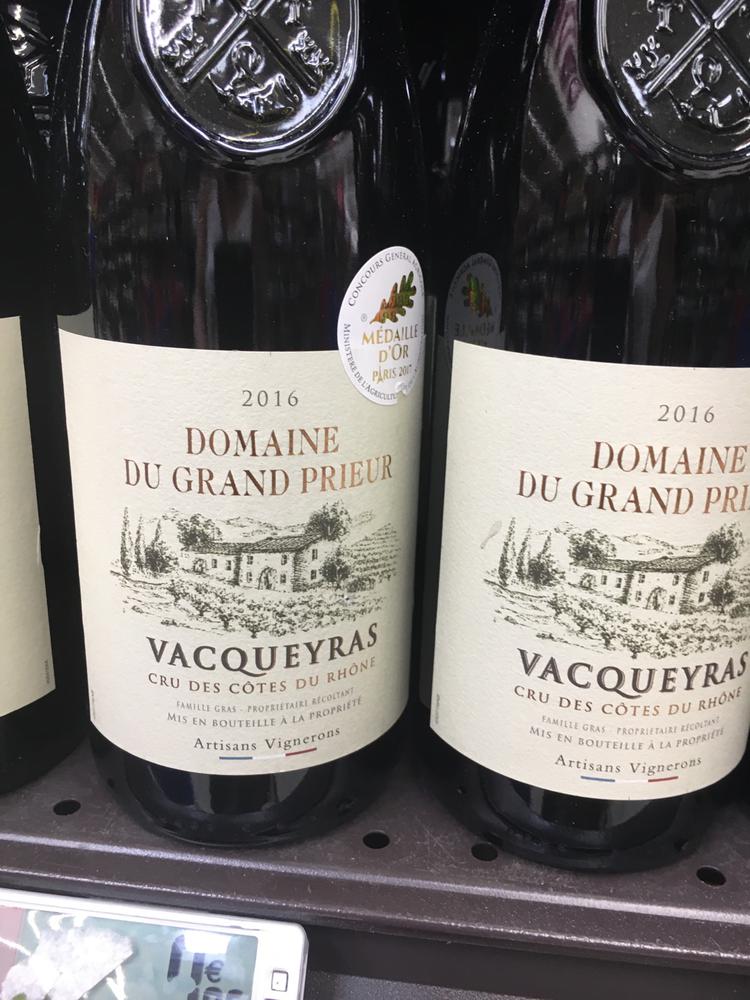 CONCOURS GÉNÉRAL
MÉDAILLE
D'OR
PARIS 2017
MINISTÈRE DE L'AGRICULTURE
2016
DOMAINE
DU GRAND PRIEUR
VACQUEYRAS
CRU DES CÔTES DU RHÔNE
FAMILLE GRAS - PROPRIÉTAIRE RÉCOLTANT
MIS EN BOUTEILLE À LA PROPRIÉTÉ
Artisans Vignerons
2016
DOMAINE
DU GRAND PRI
VACQUEYRAS
CRU DES CÔTES DU RHÔNE
FAMILLE GRAS - PROPRIÉTAIRE RÉCOLTANT
MIS EN BOUTEILLE À LA PROPRIÉTÉ
Artisans Vignerons
€